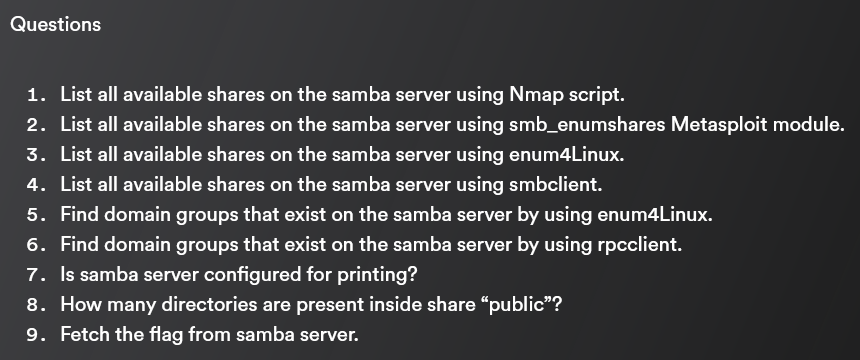 Questions
1. List all available shares on the samba server using Nmap script.
2. List all available shares on the samba server using smb_enumshares Metasploit module.
3. List all available shares on the samba server using enum4Linux.
4. List all available shares on the samba server using smbclient.
5. Find domain groups that exist on the samba server by using enum4Linux.
6. Find domain groups that exist on the samba server by using rpcclient.
7. Is samba server configured for printing?
8. How many directories are present inside share “public”?
9. Fetch the flag from samba server.